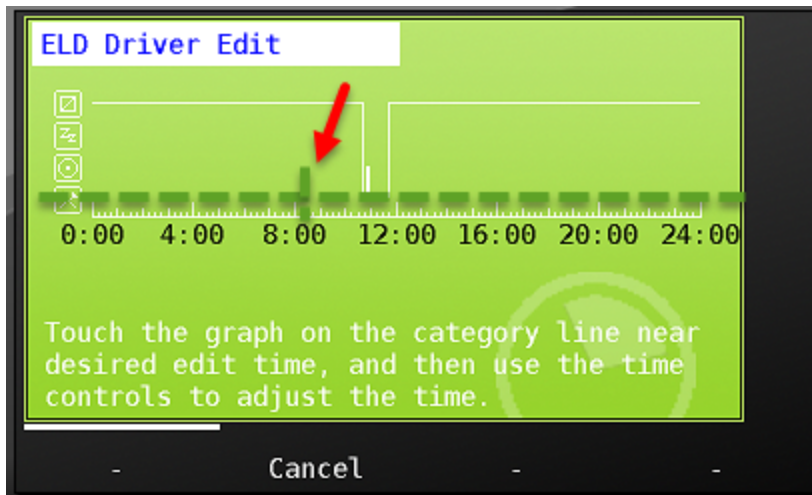 ELD Driver Edit
0:00 4:00 8:00 12:00 16:00 20:00 24:00
Touch the graph on the category line near
desired edit time, and then use the time
controls to adjust the time.
- Cancel - -